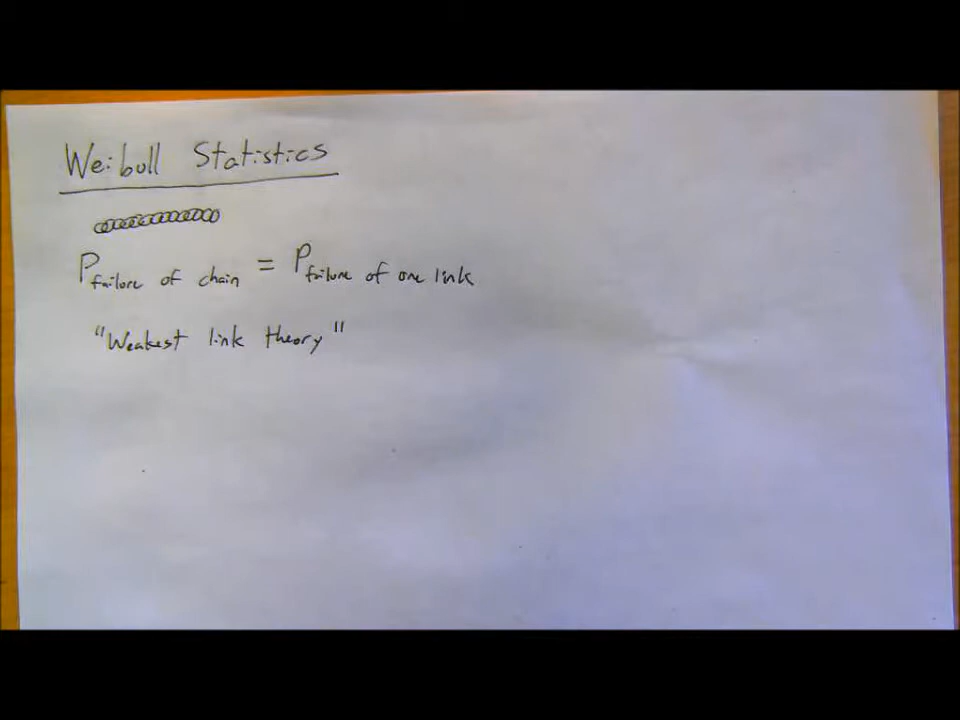 Weibull Statistics
P failure of chain = P failure of one link
"Weakest link theory"